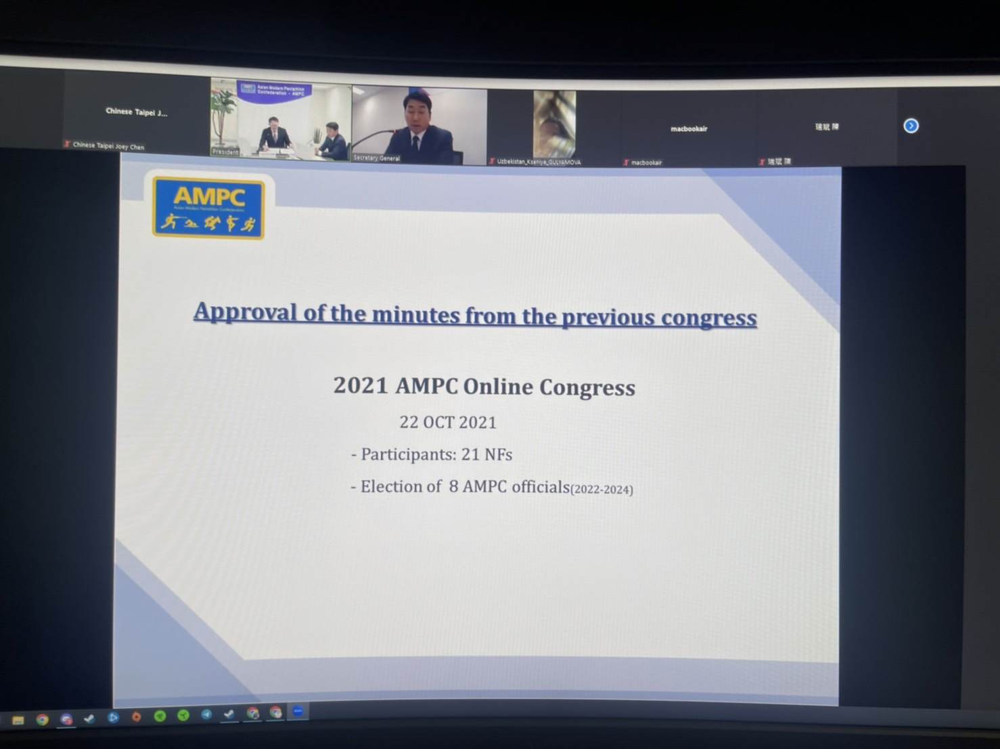 Chinese Taipei J...
Chinese Taipei Joey Chen
Asian Modern Pentathlon
Confederation - AMPC
President
Secretary General
Uzbekistan_Kseniya_GULYAMOVA
macbookair
macbookair
瑞斌 陳
瑞斌 陳
AMPC
Asian Modern Pentathlon Confederation
Approval of the minutes from the previous congress
2021 AMPC Online Congress
22 OCT 2021
- Participants: 21 NFs
- Election of 8 AMPC officials(2022-2024)